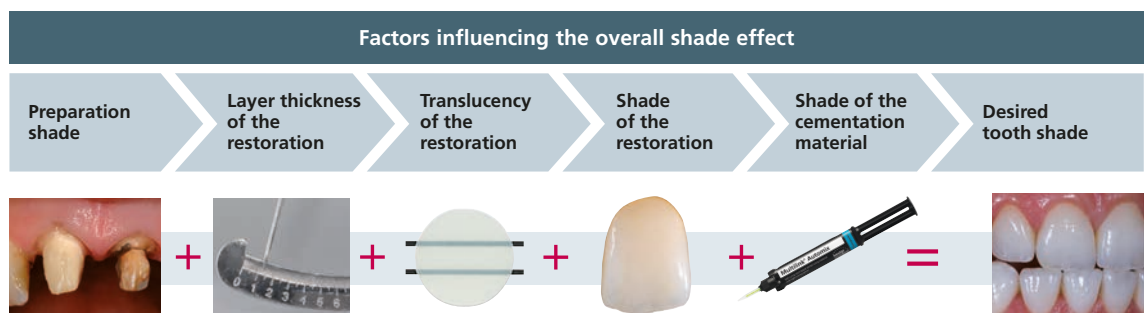 Factors influencing the overall shade effect
Preparation
shade
Layer thickness
of the
restoration
Translucency
of the
restoration
Shade
of the
restoration
Shade of the
cementation
material
Desired
tooth shade
+ + + + =
0 1 2 3 4 5 6
Multilink® Automix